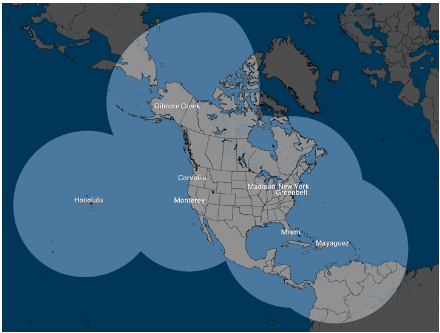 Gilmore Creek
Corvallis
Madison New York
Greenbelt
Honolulu
Monterey
Miami
Mayaguez